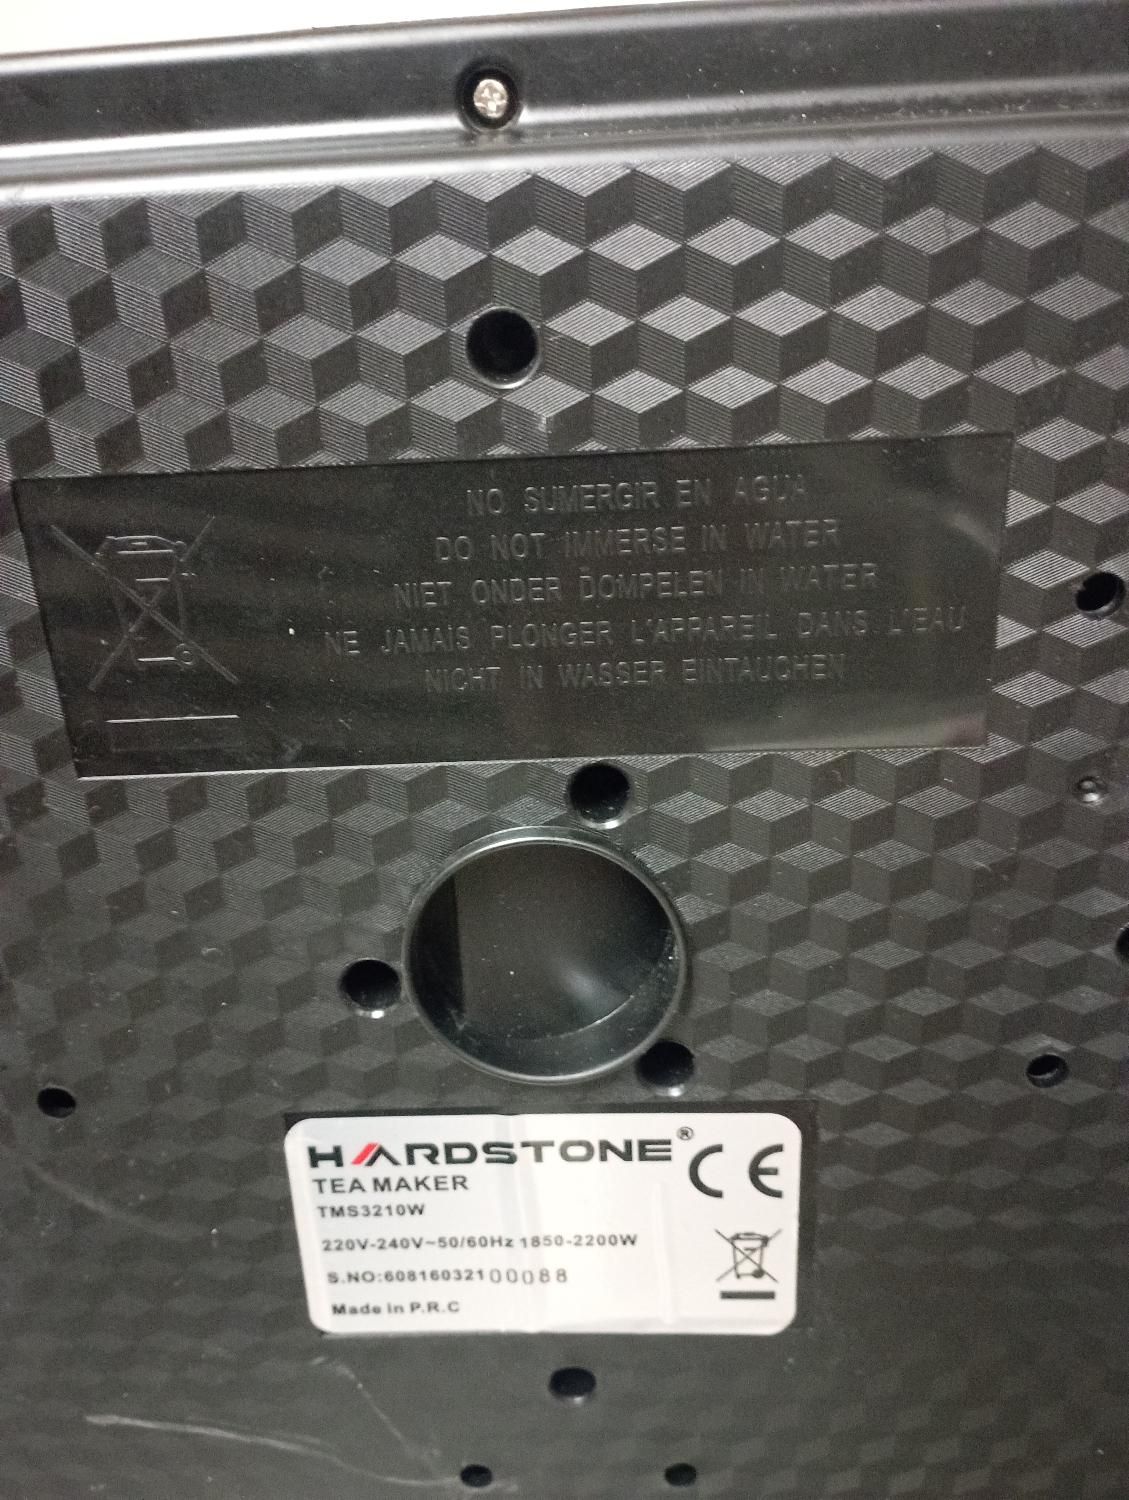 NO SUMERGIR EN AGUA
DO NOT IMMERSE IN WATER
NIET ONDER DOMPELEN IN WATER
NE JAMAIS PLONGER L'APPAREIL DANS L'EAU
NICHT IN WASSER EINTAUCHEN
HARDSTONE®
CE
TEA MAKER
TMS3210W
220V-240V~50/60Hz 1850-2200W
S.NO:60816032100088
Made in P.R.C